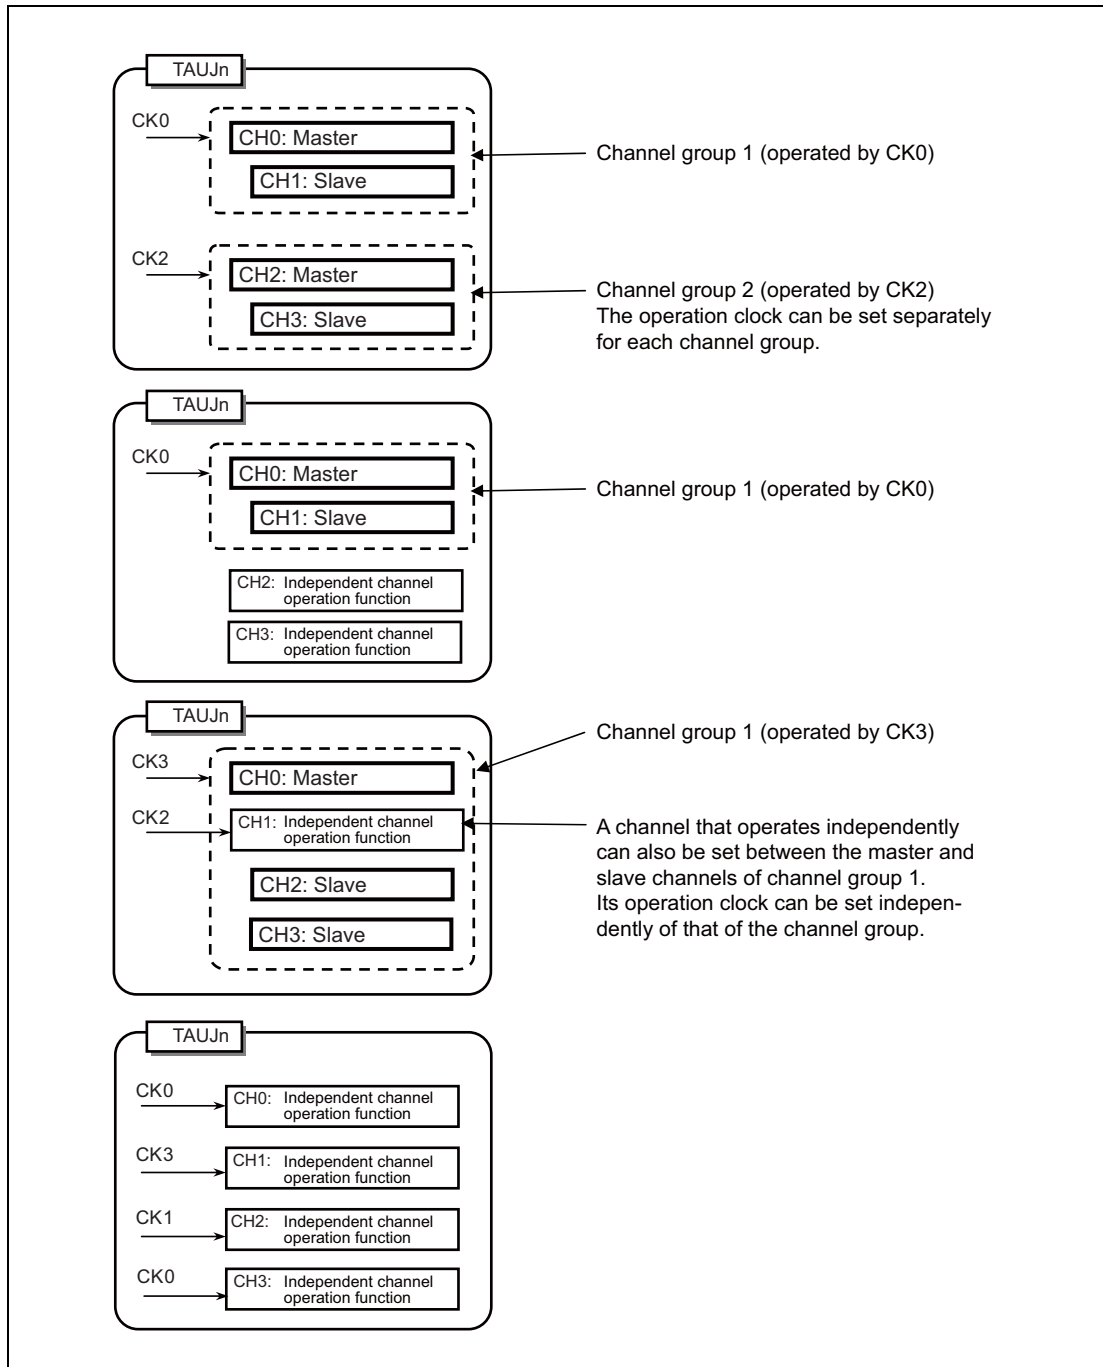 TAUJn
CK0
CH0: Master
CH1: Slave
Channel group 1 (operated by CK0)
CK2
CH2: Master
CH3: Slave
Channel group 2 (operated by CK2)
The operation clock can be set separately
for each channel group.
TAUJn
CK0
CH0: Master
CH1: Slave
Channel group 1 (operated by CK0)
CH2: Independent channel
operation function
CH3: Independent channel
operation function
TAUJn
Channel group 1 (operated by CK3)
CK3
CH0: Master
CK2
CH1: Independent channel
operation function
CH2: Slave
CH3: Slave
A channel that operates independently
can also be set between the master and
slave channels of channel group 1.
Its operation clock can be set indepen-
dently of that of the channel group.
TAUJn
CK0
CH0: Independent channel
operation function
CK3
CH1: Independent channel
operation function
CK1
CH2: Independent channel
operation function
CK0
CH3: Independent channel
operation function